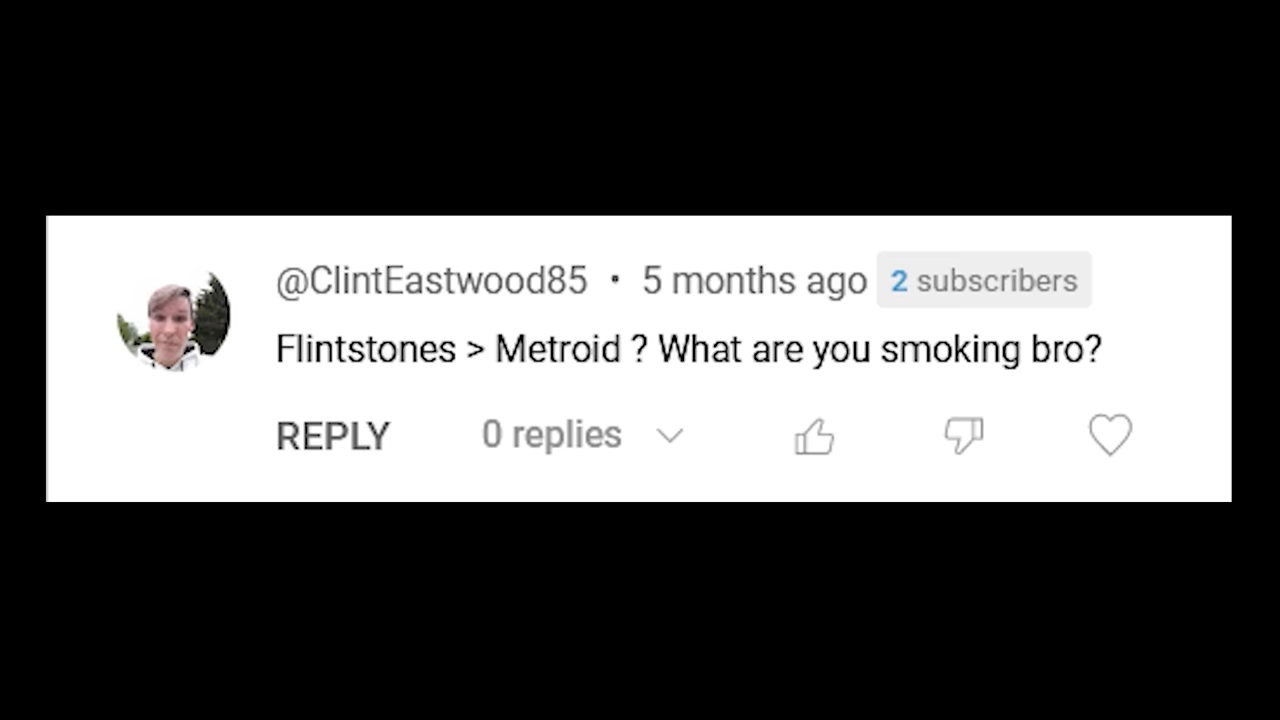 @ClintEastwood85 • 5 months ago 2 subscribers
Flintstones > Metroid ? What are you smoking bro?
REPLY 0 replies